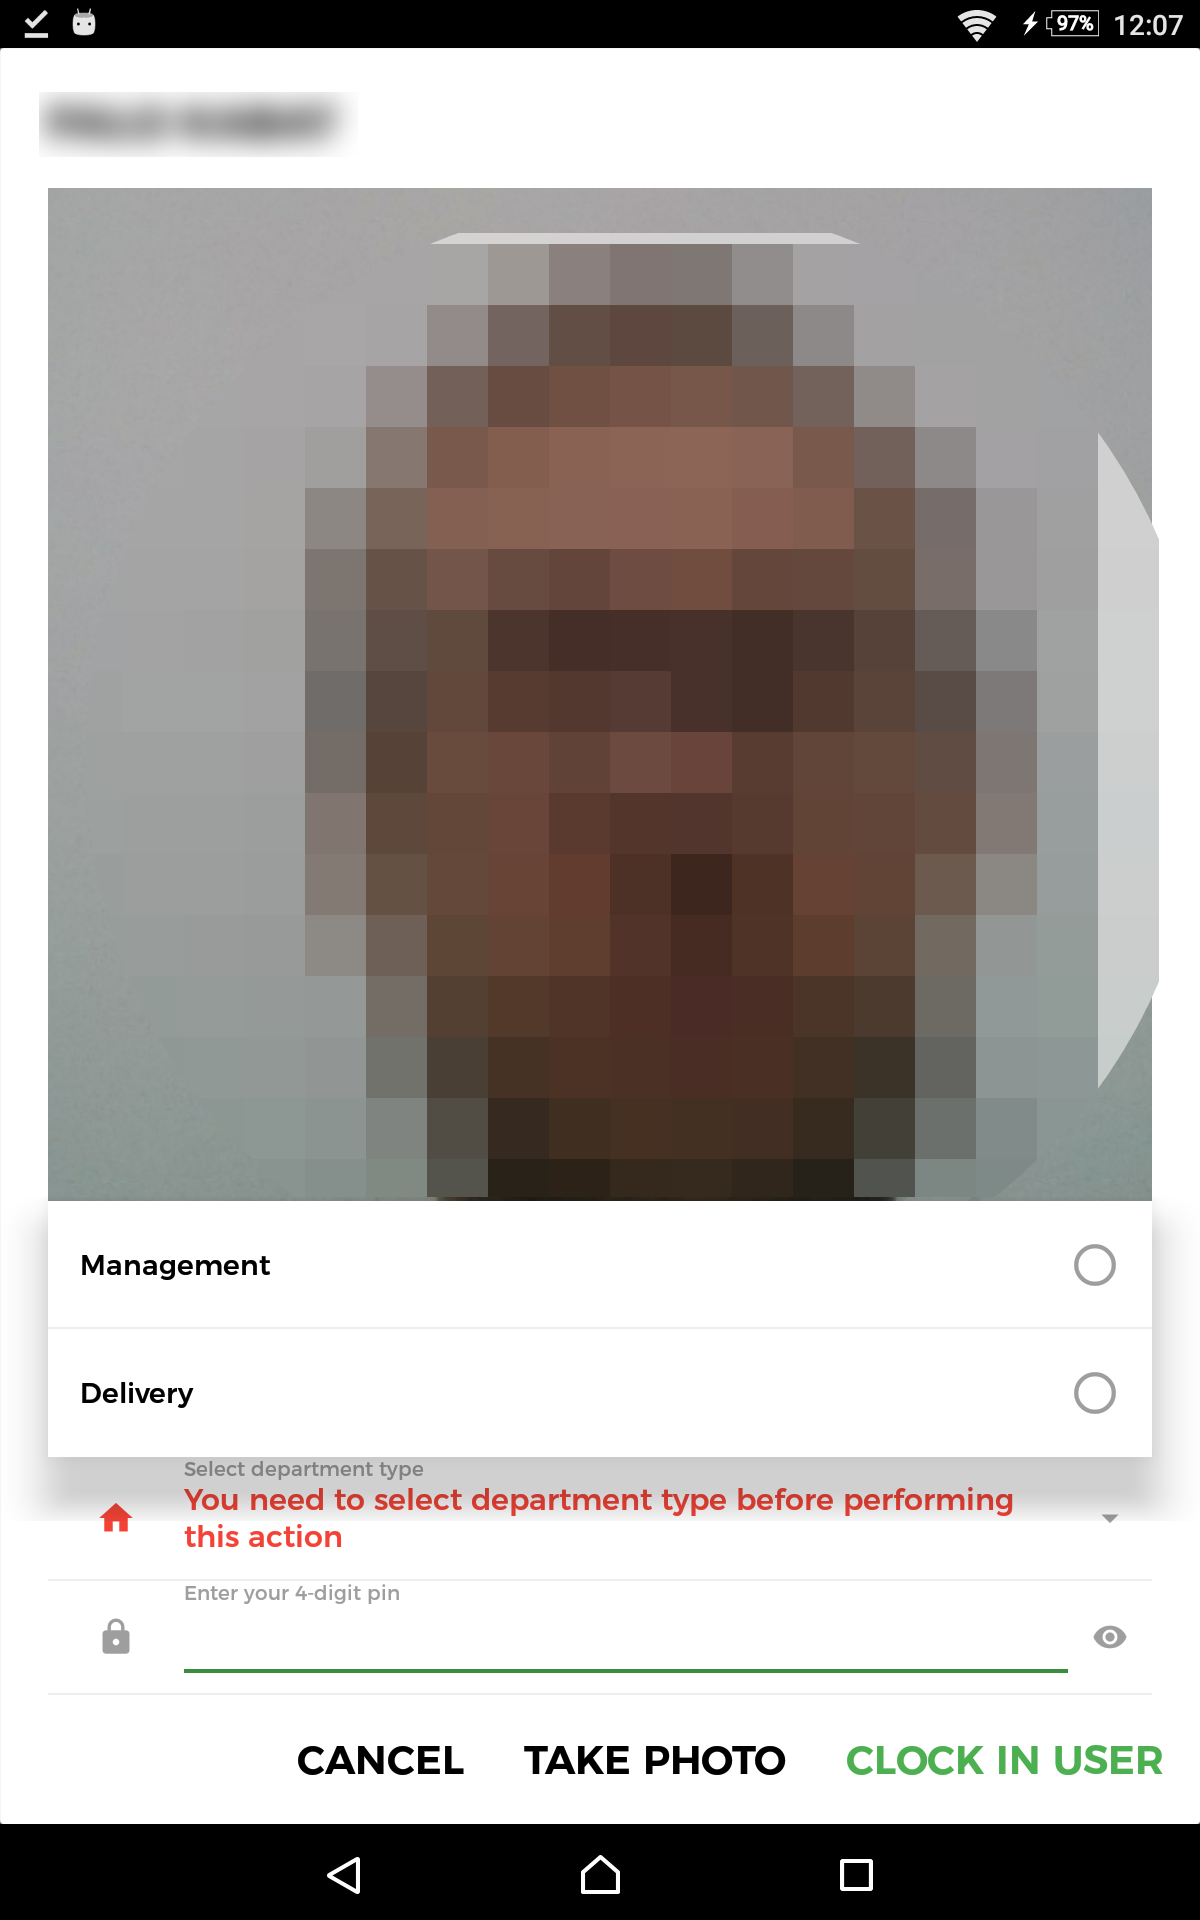 97% 12:07
Management
Delivery
Select department type
You need to select department type before performing
this action
Enter your 4-digit pin
CANCEL TAKE PHOTO CLOCK IN USER